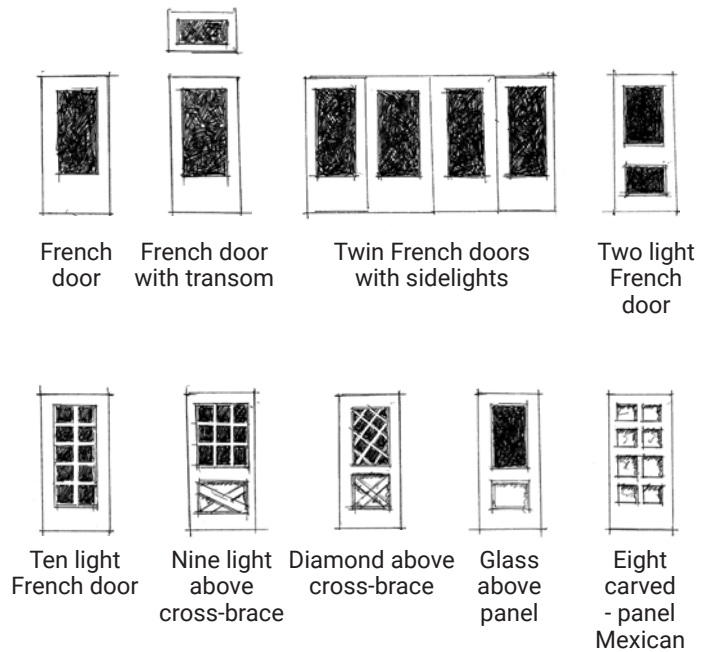 French
door
French door
with transom
Twin French doors
with sidelights
Two light
French
door
Ten light
French door
Nine light
above
cross-brace
Diamond above
cross-brace
Glass
above
panel
Eight
carved
- panel
Mexican